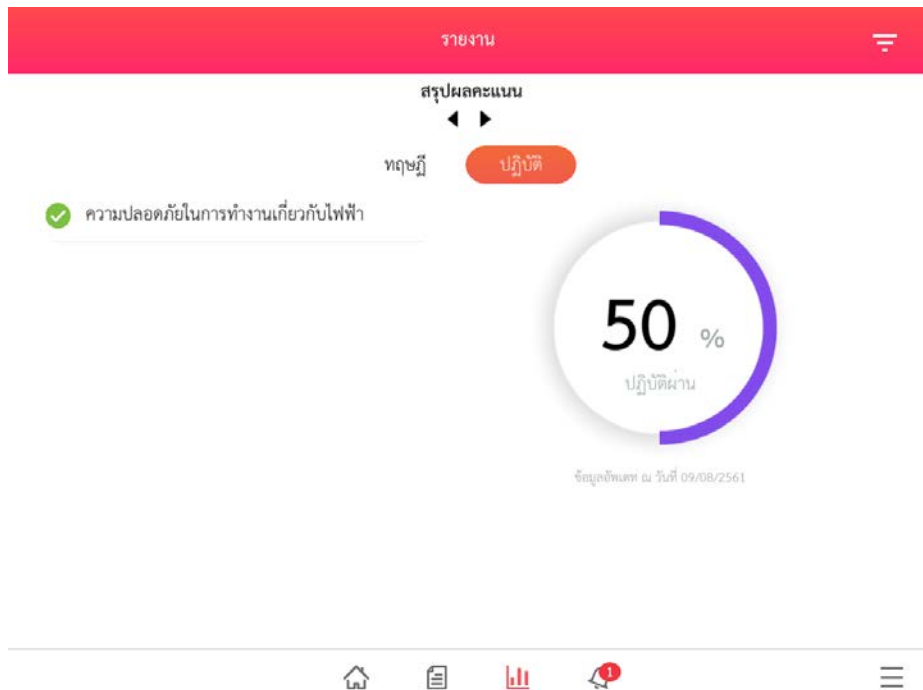 รายงาน
สรุปผลคะแนน
ทฤษฎี
ปฏิบัติ
ความปลอดภัยในการทำงานเกี่ยวกับไฟฟ้า
50 %
ปฏิบัติผ่าน
ข้อมูลอัพเดท ณ วันที่ 09/08/2561
1